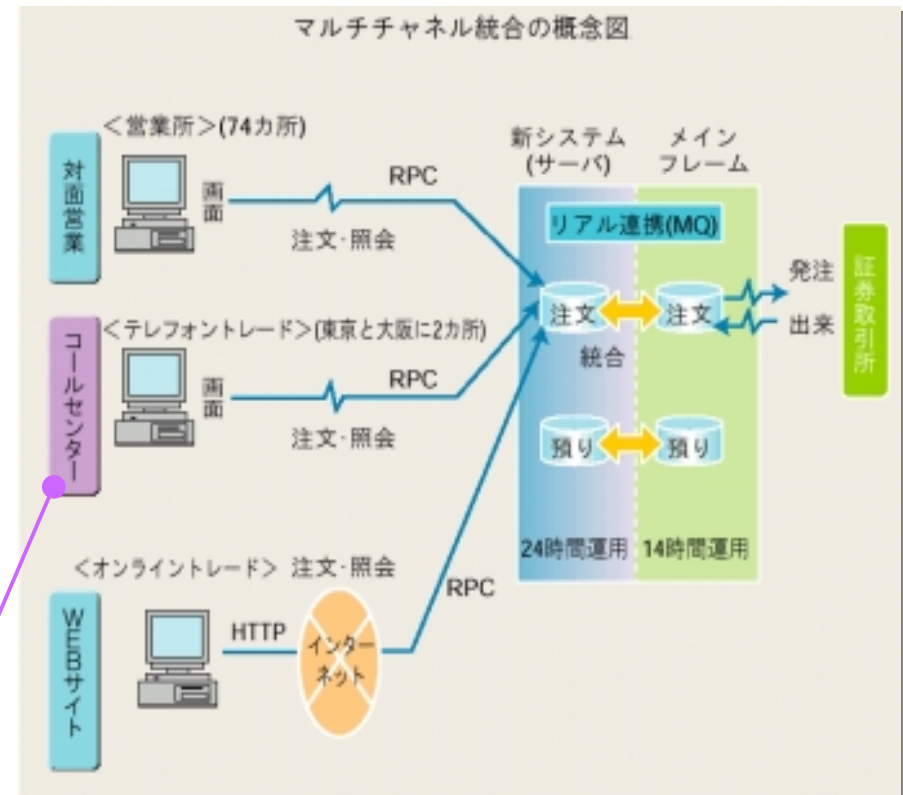 マルチチャネル統合の概念図
＜営業所＞(74カ所)
対面営業
画面
RPC
注文・照会
新システム
(サーバ)
メイン
フレーム
リアル連携(MQ)
注文
注文
統合
発注
出来
証券取引所
＜テレフォントレード＞(東京と大阪に2カ所)
コールセンター
画面
RPC
注文・照会
預り
預り
24時間運用
14時間運用
＜オンライントレード＞ 注文・照会
WEBサイト
HTTP
インター
ネット
RPC